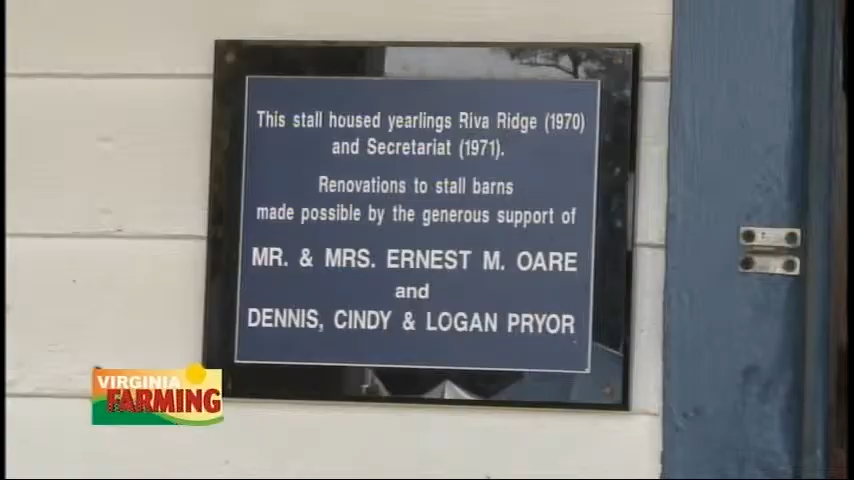 This stall housed yearlings Riva Ridge (1970)
and Secretariat (1971).
Renovations to stall barns
made possible by the generous support of
MR. & MRS. ERNEST M. OARE
and
DENNIS, CINDY & LOGAN PRYOR
VIRGINIA
FARMING